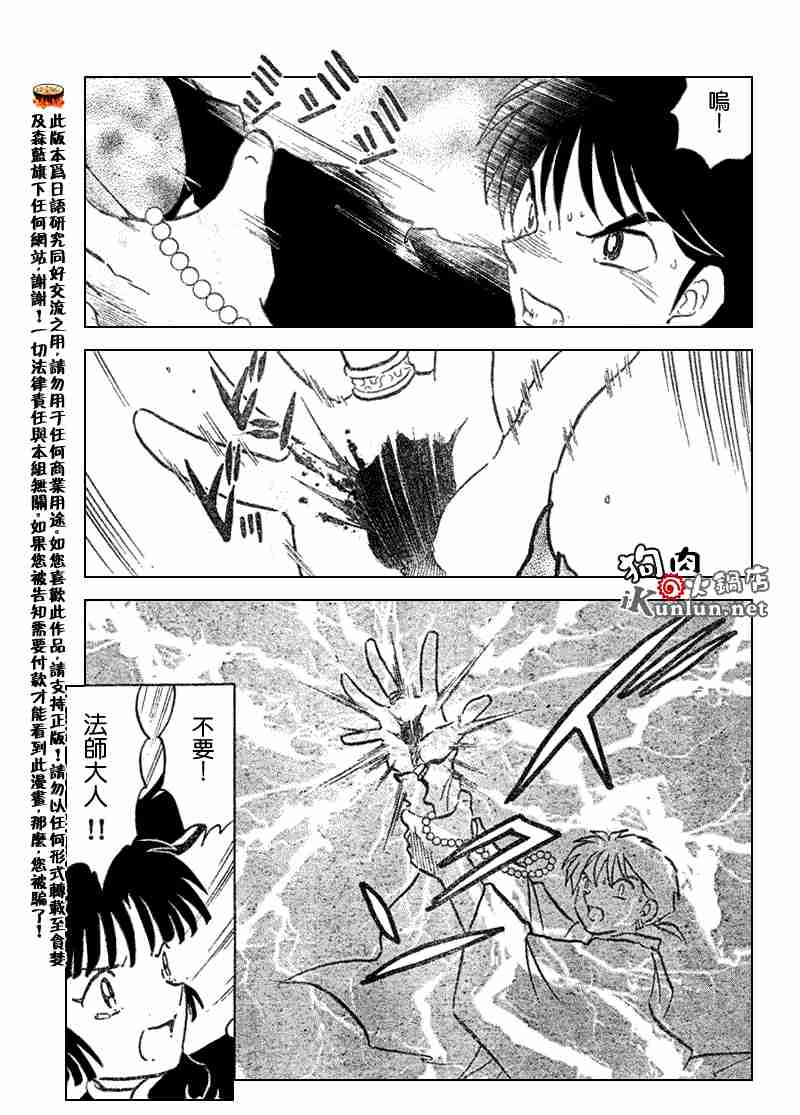 嗚！
不要！
法師大人！！
此版本爲日語研究同好交流之用，請勿用于任何商業用途。如您喜歡此作品，請支持正版！請勿以任何形式轉載至貪婪
及森藍旗下任何網站，謝謝！一切法律責任與本組無關。如果您被告知需要付款才能看到此漫畫，那麼，您被騙了！
狗肉火鍋店
iKunlun.net